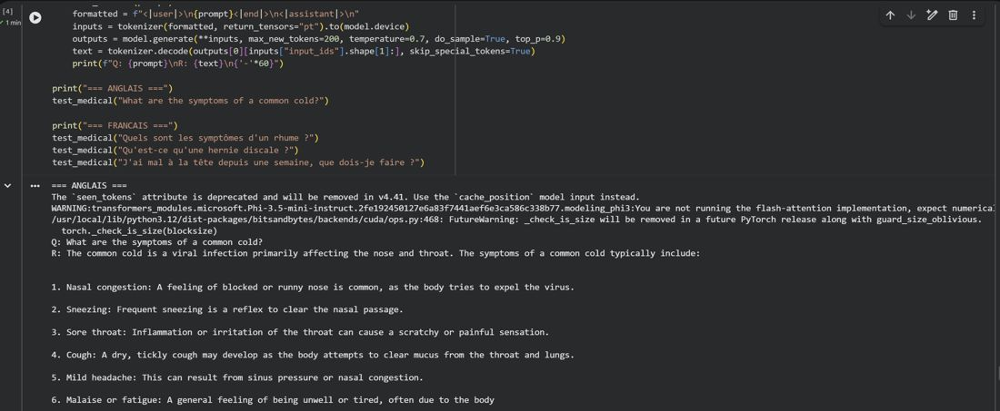 [4]
✓ 1 min
formatted = f"<|user|>\n{prompt}<|end|>\n<|assistant|>\n"
inputs = tokenizer(formatted, return_tensors="pt").to(model.device)
outputs = model.generate(**inputs, max_new_tokens=200, temperature=0.7, do_sample=True, top_p=0.9)
text = tokenizer.decode(outputs[0][inputs["input_ids"].shape[1]:], skip_special_tokens=True)
print(f"Q: {prompt}\nR: {text}\n{'-'*60}")
print("=== ANGLAIS ===")
test_medical("What are the symptoms of a common cold?")
print("=== FRANCAIS ===")
test_medical("Quels sont les symptômes d'un rhume ?")
test_medical("Qu'est-ce qu'une hernie discale ?")
test_medical("J'ai mal à la tête depuis une semaine, que dois-je faire ?")
=== ANGLAIS ===
The `seen_tokens` attribute is deprecated and will be removed in v4.41. Use the `cache_position` model input instead.
WARNING:transformers_modules.microsoft.Phi-3.5-mini-instruct.2fe192450127e6a83f7441aef6e3ca586c338b77.modeling_phi3:You are not running the flash-attention implementation, expect numerica
/usr/local/lib/python3.12/dist-packages/bitsandbytes/backends/cuda/ops.py:468: FutureWarning: _check_is_size will be removed in a future PyTorch release along with guard_size_oblivious.
torch._check_is_size(blocksize)
Q: What are the symptoms of a common cold?
R: The common cold is a viral infection primarily affecting the nose and throat. The symptoms of a common cold typically include:
1. Nasal congestion: A feeling of blocked or runny nose is common, as the body tries to expel the virus.
2. Sneezing: Frequent sneezing is a reflex to clear the nasal passage.
3. Sore throat: Inflammation or irritation of the throat can cause a scratchy or painful sensation.
4. Cough: A dry, tickly cough may develop as the body attempts to clear mucus from the throat and lungs.
5. Mild headache: This can result from sinus pressure or nasal congestion.
6. Malaise or fatigue: A general feeling of being unwell or tired, often due to the body